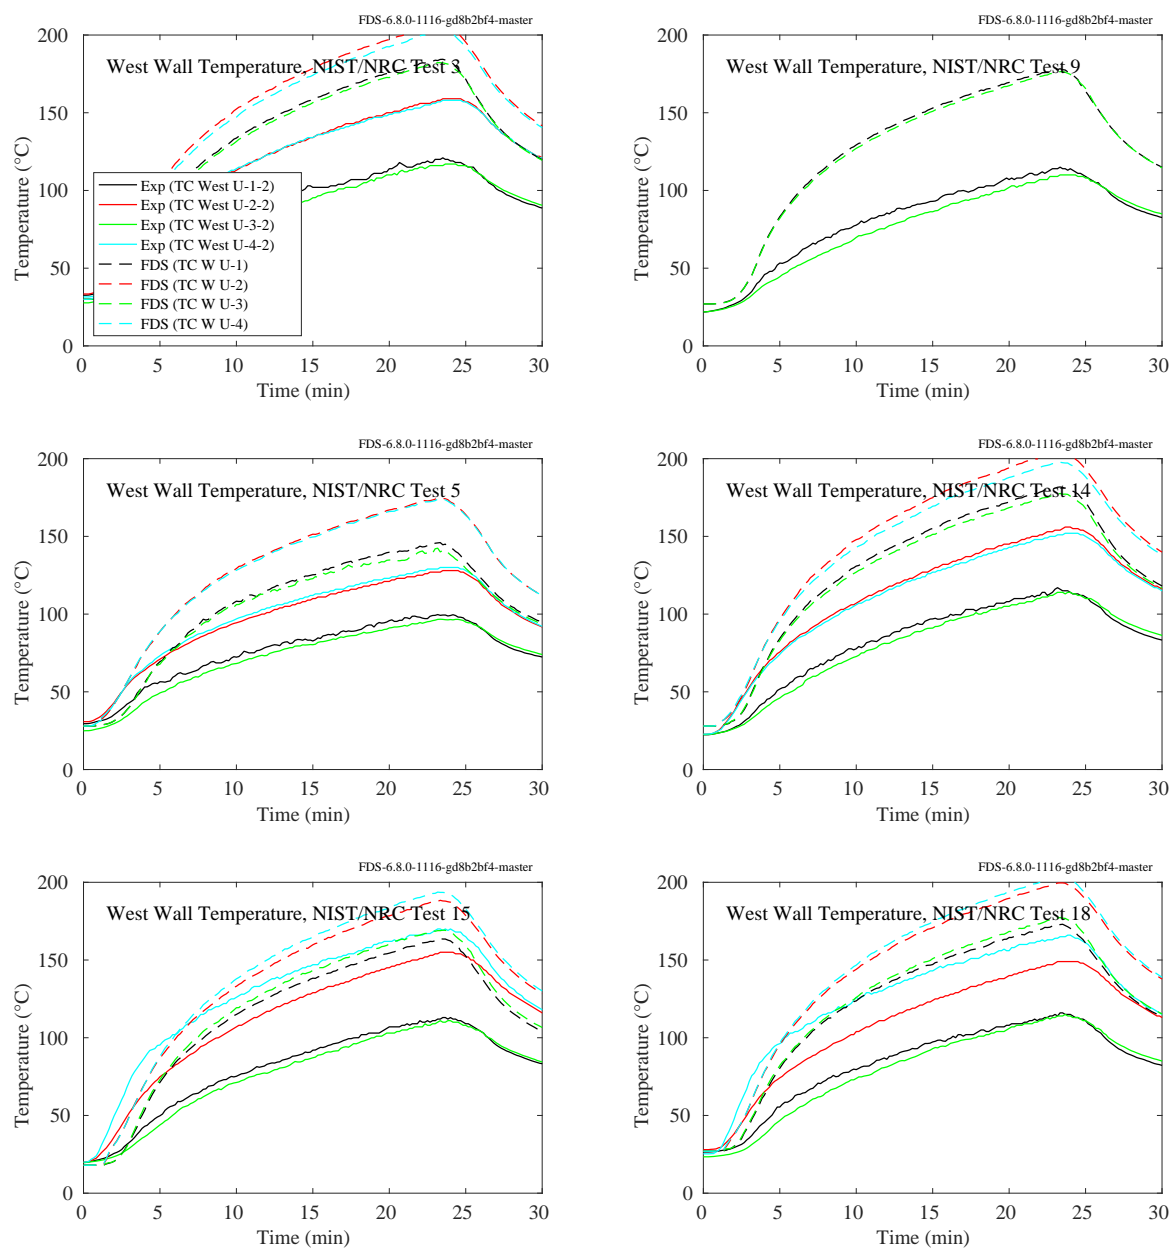 FDS-6.8.0-1116-gd8b2bf4-master
West Wall Temperature, NIST/NRC Test 3
Temperature (°C)
200
150
100
50
0
Exp (TC West U-1-2)
Exp (TC West U-2-2)
Exp (TC West U-3-2)
Exp (TC West U-4-2)
FDS (TC W U-1)
FDS (TC W U-2)
FDS (TC W U-3)
FDS (TC W U-4)
0 5 10 15 20 25 30
Time (min)
FDS-6.8.0-1116-gd8b2bf4-master
West Wall Temperature, NIST/NRC Test 9
Temperature (°C)
200
150
100
50
0
0 5 10 15 20 25 30
Time (min)
FDS-6.8.0-1116-gd8b2bf4-master
West Wall Temperature, NIST/NRC Test 5
Temperature (°C)
200
150
100
50
0
0 5 10 15 20 25 30
Time (min)
FDS-6.8.0-1116-gd8b2bf4-master
West Wall Temperature, NIST/NRC Test 14
Temperature (°C)
200
150
100
50
0
0 5 10 15 20 25 30
Time (min)
FDS-6.8.0-1116-gd8b2bf4-master
West Wall Temperature, NIST/NRC Test 15
Temperature (°C)
200
150
100
50
0
0 5 10 15 20 25 30
Time (min)
FDS-6.8.0-1116-gd8b2bf4-master
West Wall Temperature, NIST/NRC Test 18
Temperature (°C)
200
150
100
50
0
0 5 10 15 20 25 30
Time (min)